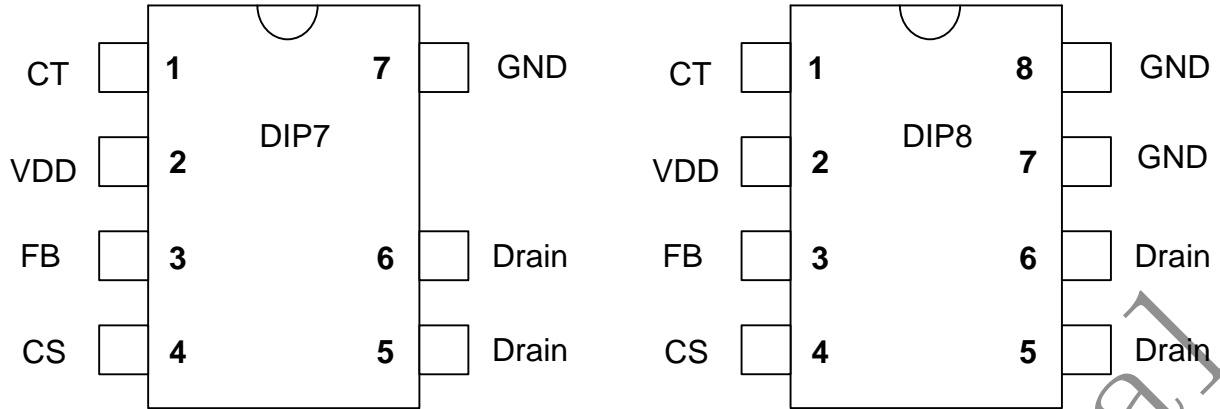 CT 1 7 GND
DIP7
VDD 2
FB 3 6 Drain
CS 4 5 Drain
CT 1 8 GND
DIP8
VDD 2 7 GND
FB 3 6 Drain
CS 4 5 Drain